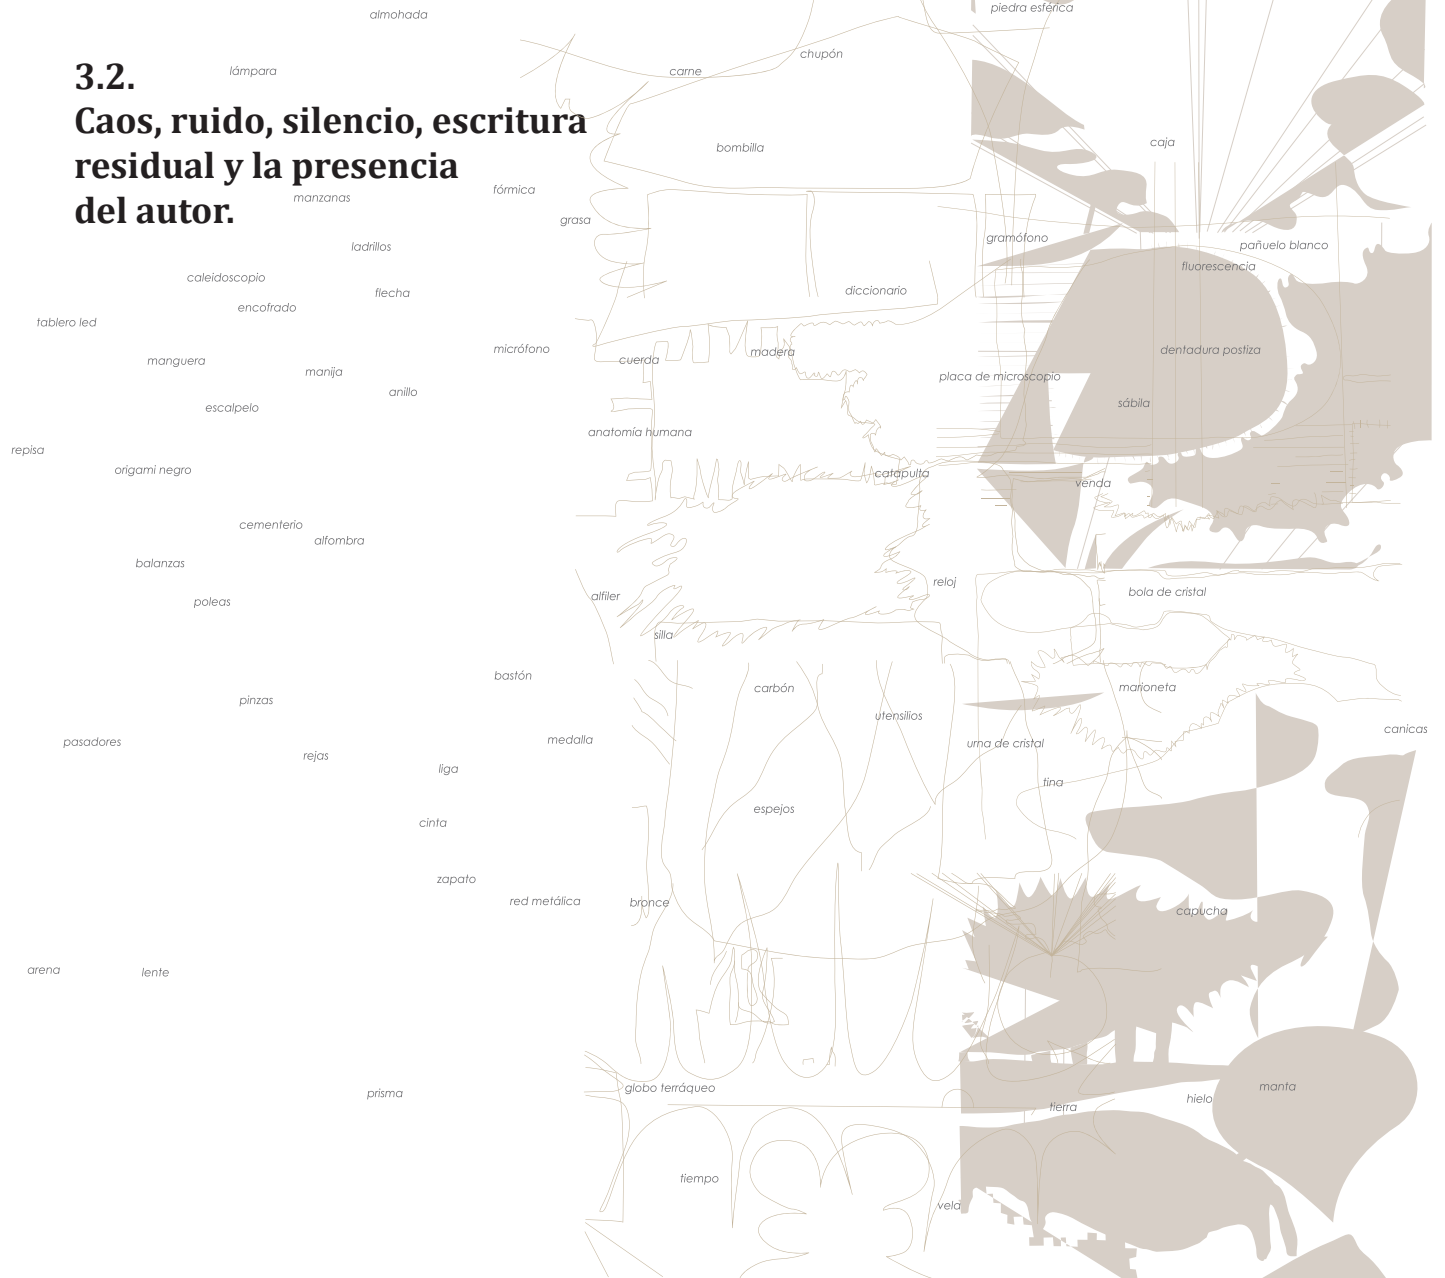 almohada
piedra esférica
chupón
3.2.
lámpara
carne
Caos, ruido, silencio, escritura
residual y la presencia
del autor.
bombilla
caja
fórmica
manzanas
grasa
gramófono
ladrillos
pañuelo blanco
fluorescencia
caleidoscopio
diccionario
flecha
encofrado
tablero led
micrófono
madera
dentadura postiza
cuerda
manguera
manija
placa de microscopio
anillo
sábila
escalpelo
anatomía humana
repisa
origami negro
catapulta
venda
cementerio
alfombra
balanzas
reloj
bola de cristal
alfiler
poleas
silla
bastón
carbón
marioneta
pinzas
utensilios
canicas
pasadores
medalla
urna de cristal
rejas
liga
tina
espejos
cinta
zapato
red metálica
bronce
capucha
arena
lente
globo terráqueo
manta
prisma
hielo
tierra
tiempo
vela